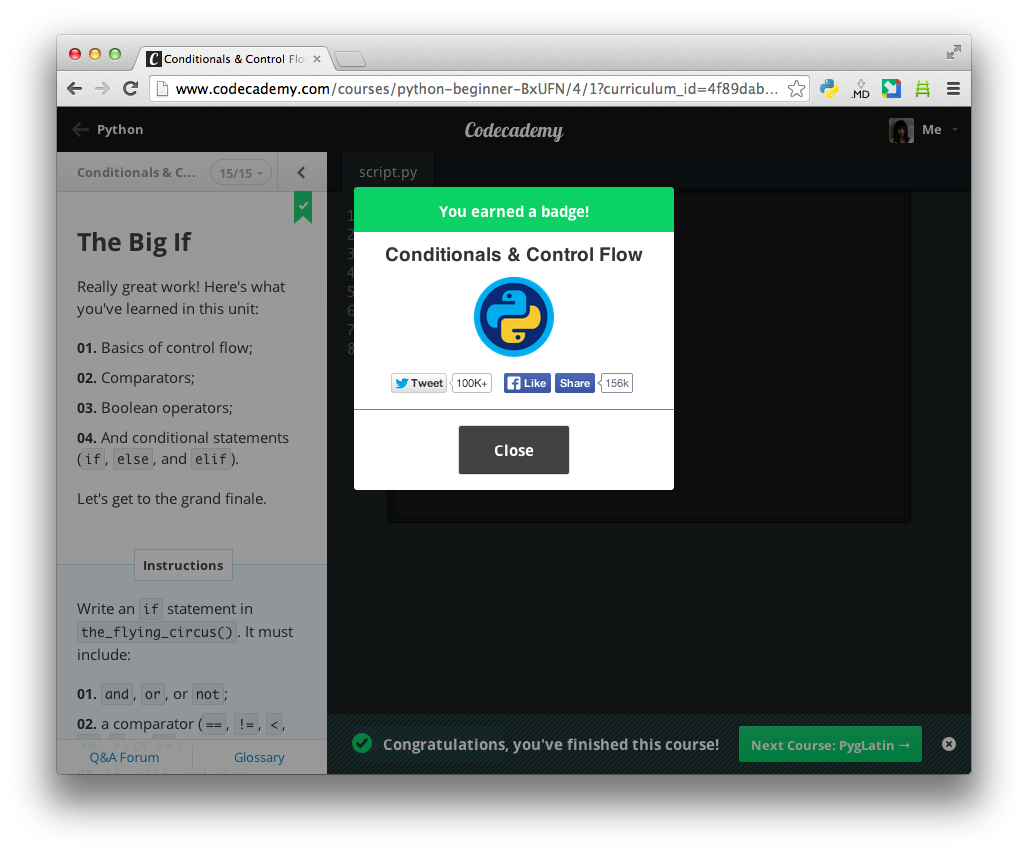 Conditionals & Control Flo
www.codecademy.com/courses/python-beginner-BxUFN/4/1?curriculum_id=4f89dab...
.MD
Python
Codecademy
Me
Conditionals & C...
15/15
script.py
The Big If
Really great work! Here's what
you've learned in this unit:
01. Basics of control flow;
02. Comparators;
03. Boolean operators;
04. And conditional statements
(if, else, and elif).
Let's get to the grand finale.
Instructions
Write an if statement in
the_flying_circus(). It must
include:
01. and, or, or not;
02. a comparator (==, !=, <,
Q&A Forum
Glossary
1
2
3
4
5
6
7
8
You earned a badge!
Conditionals & Control Flow
Tweet 100K+ Like Share 156k
Close
Congratulations, you've finished this course!
Next Course: PygLatin →